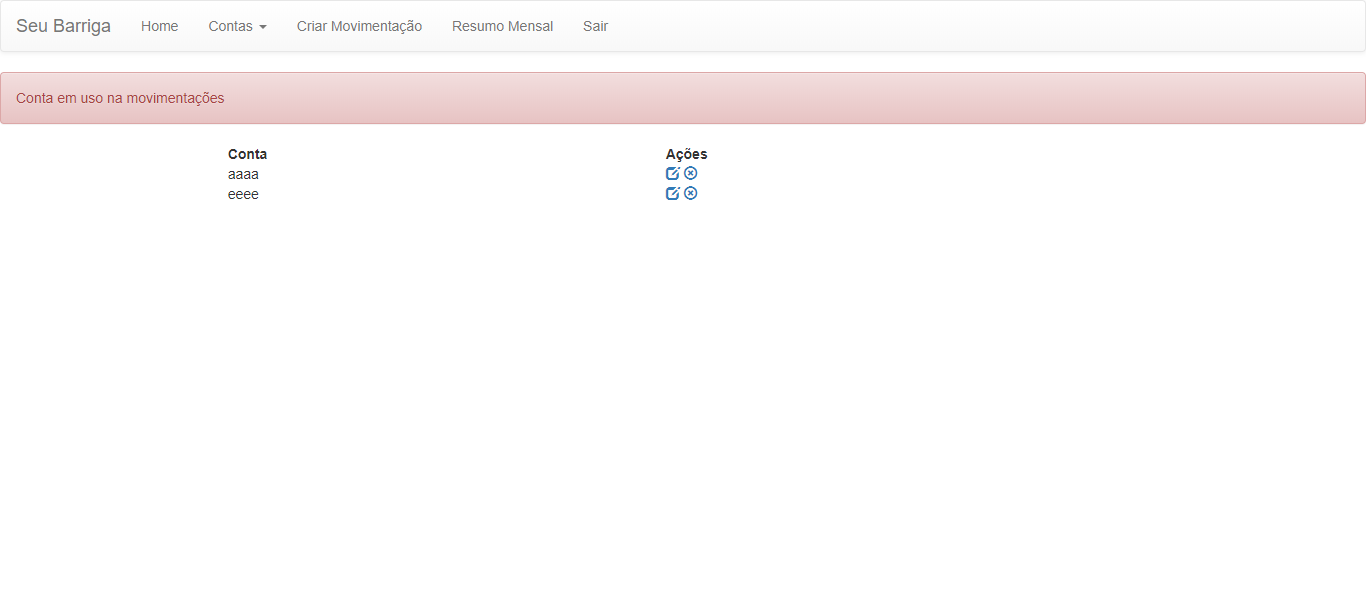 Seu Barriga Home Contas Criar Movimentação Resumo Mensal Sair
Conta em uso na movimentações
Conta Ações
aaaa
eeee